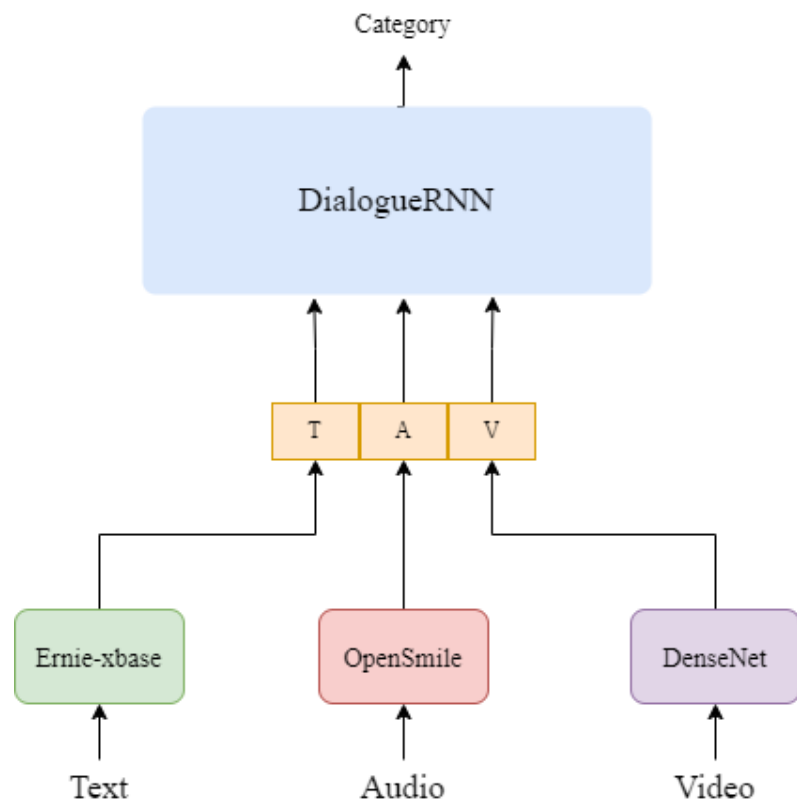 Category
DialogueRNN
T A V
Ernie-xbase OpenSmile DenseNet
Text Audio Video